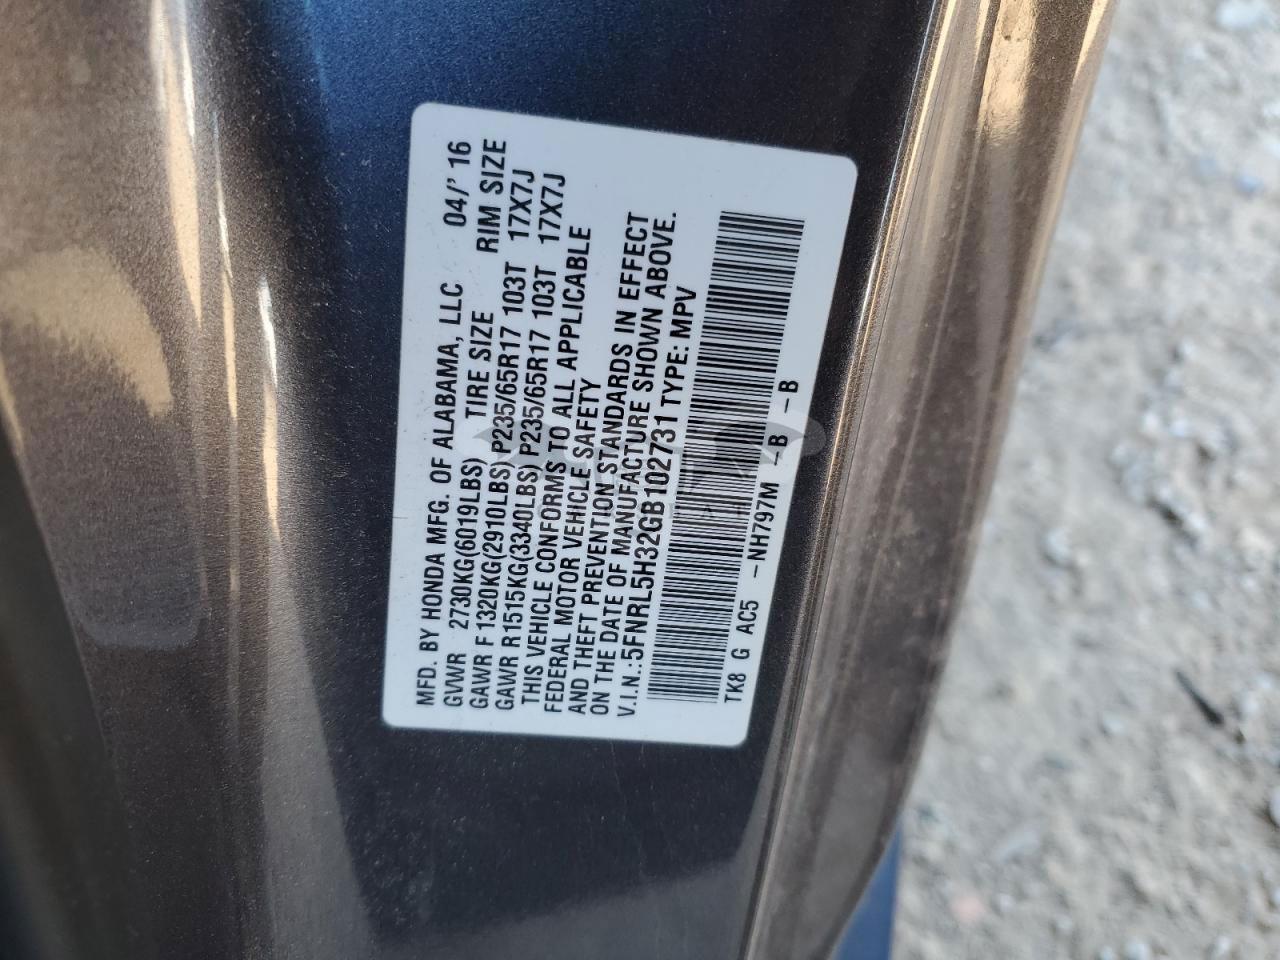 MFD. BY HONDA MFG. OF ALABAMA, LLC 04/'16
GVWR 2730KG(6019LBS) TIRE SIZE RIM SIZE
GAWR F 1320KG(2910LBS) P235/65R17 103T 17X7J
GAWR R 1515KG(3340LBS) P235/65R17 103T 17X7J
THIS VEHICLE CONFORMS TO ALL APPLICABLE
FEDERAL MOTOR VEHICLE SAFETY
AND THEFT PREVENTION STANDARDS IN EFFECT
ON THE DATE OF MANUFACTURE SHOWN ABOVE.
V.I.N.:5FNRL5H32GB102731 TYPE: MPV
TK8 G AC5 -NH797M -B -B